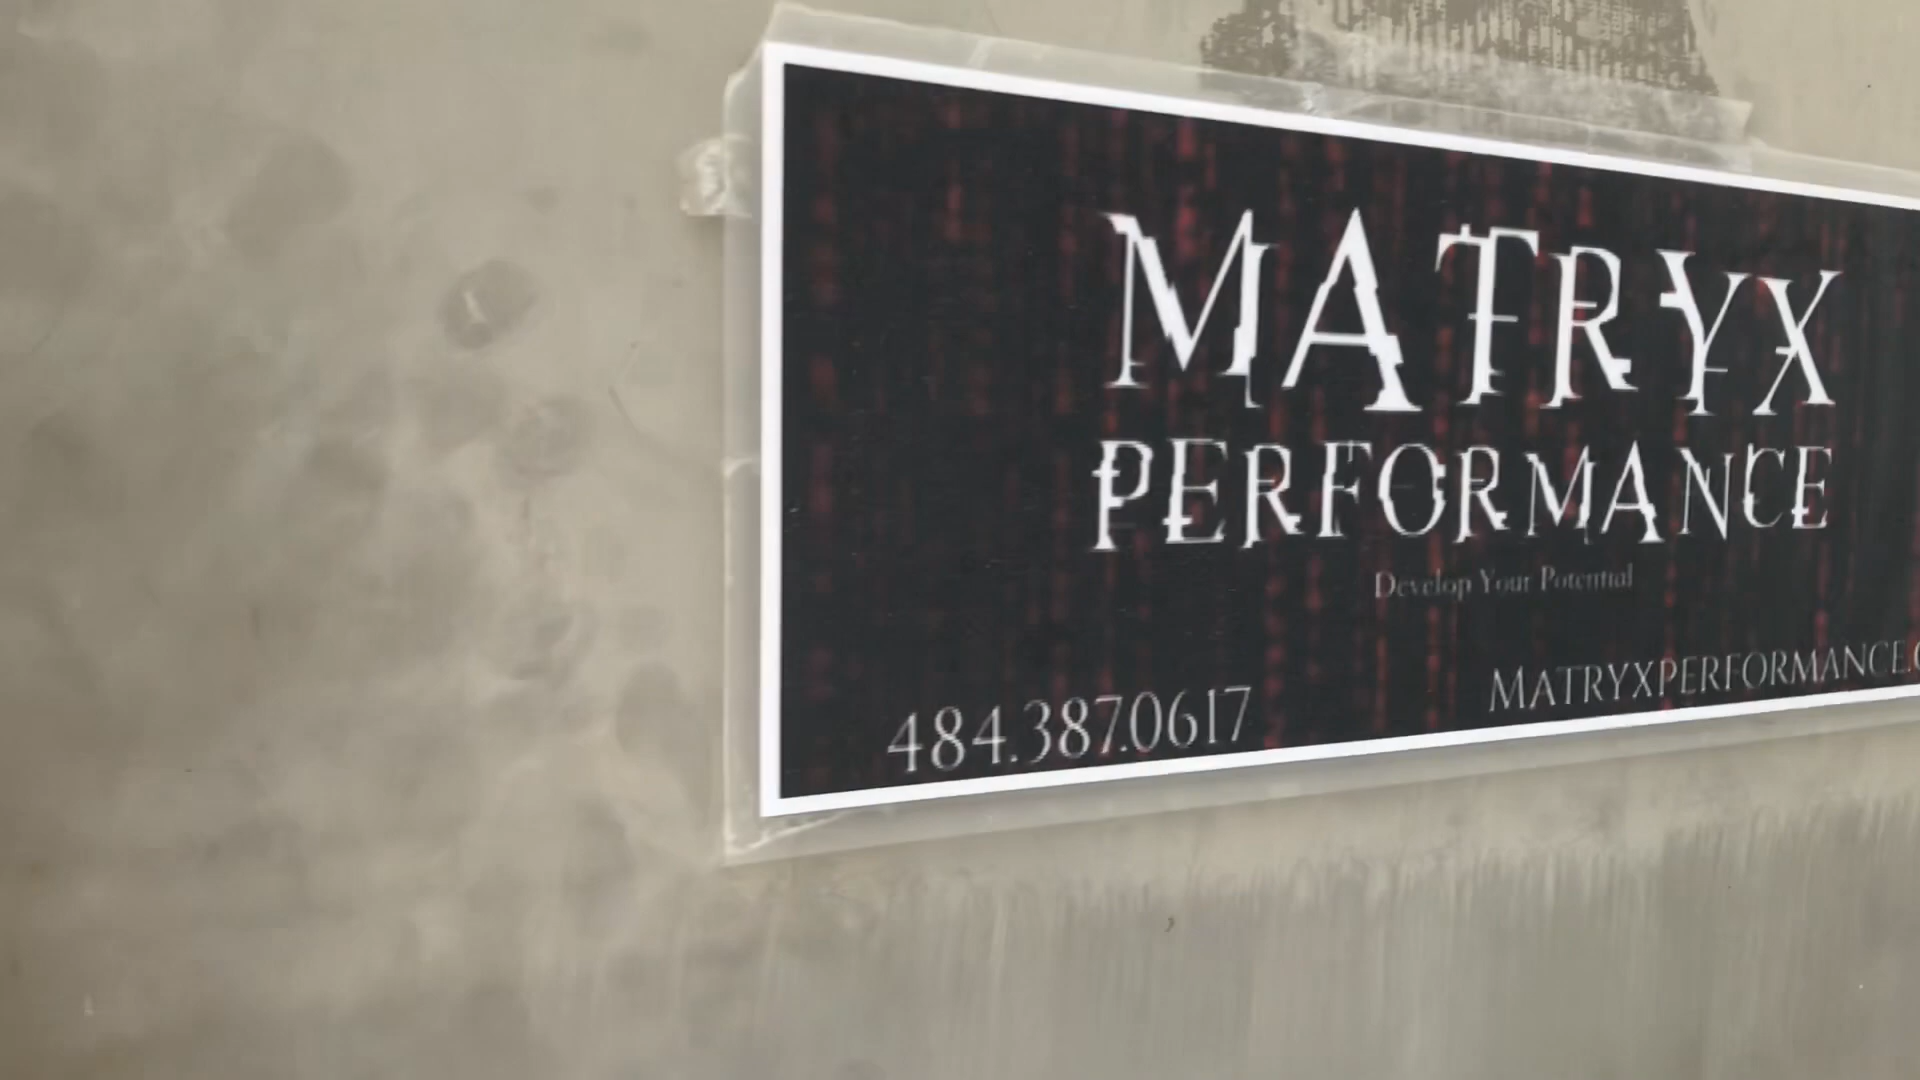 MATRYX
PERFORMANCE
Develop Your Potential
484.387.0617
MATRYXPERFORMANCE.